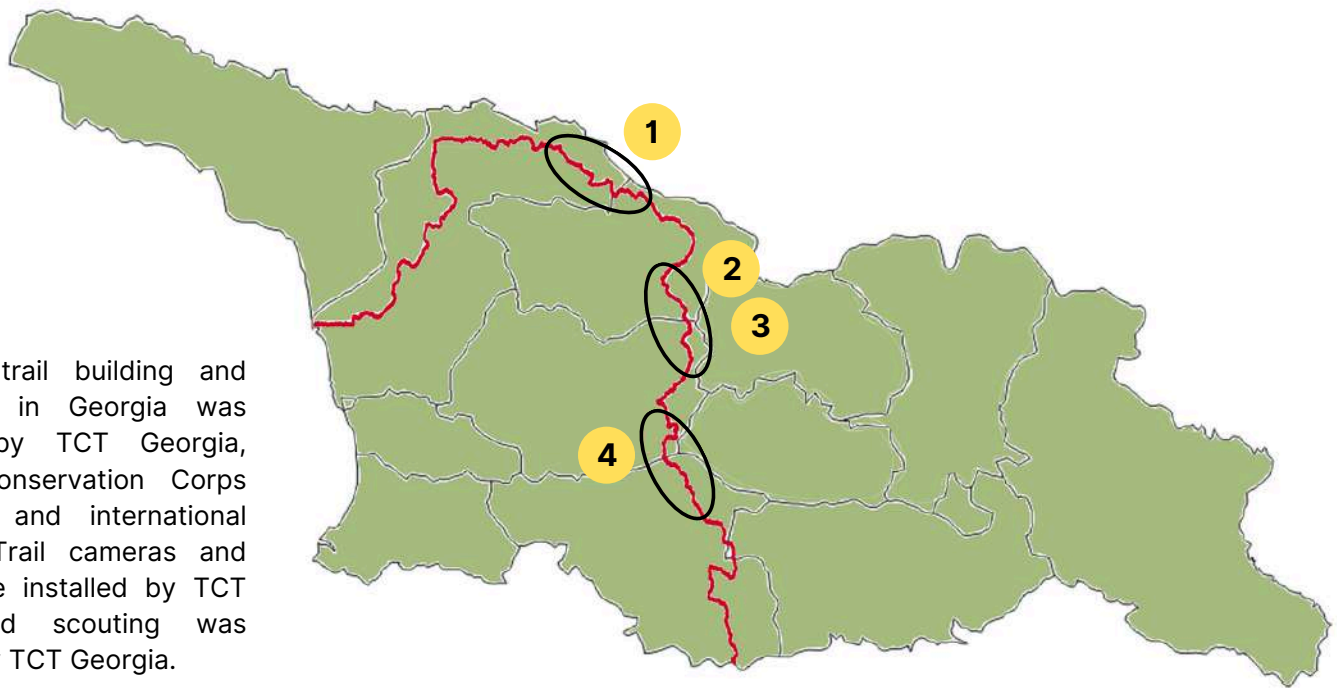 1
2
3
trail building and
in Georgia was
by TCT Georgia,
onservation Corps
4
and international
Trail cameras and
e installed by TCT
d scouting was
TCT Georgia.